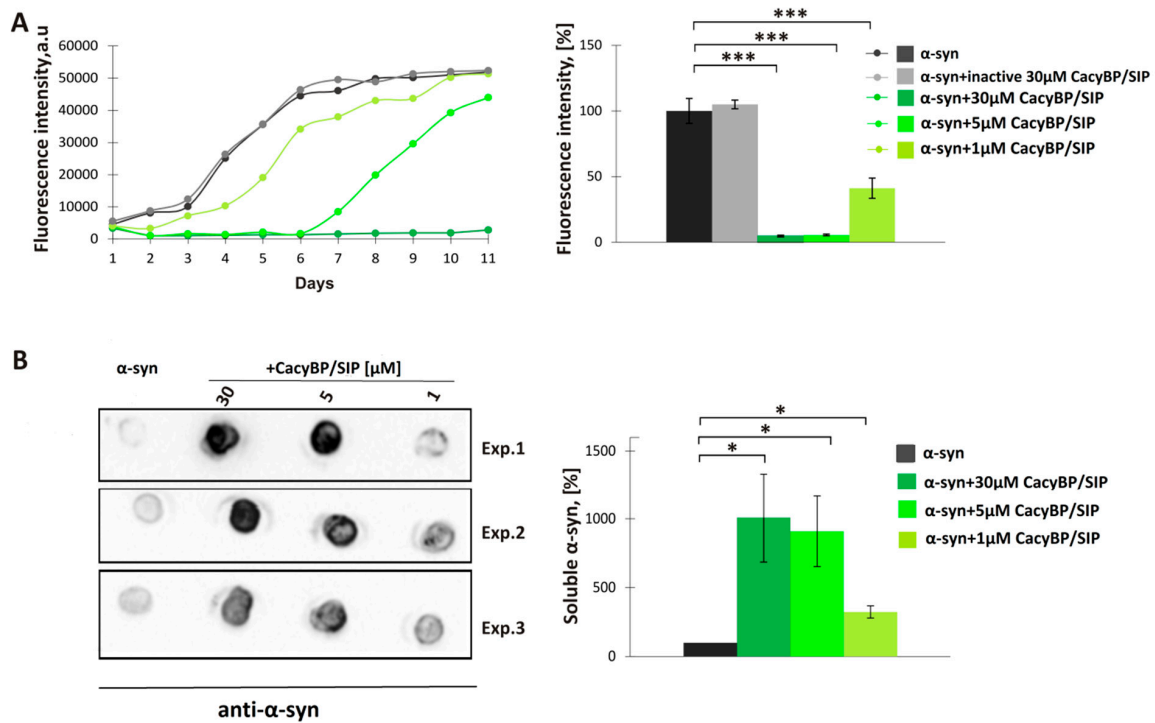 A
Fluorescence intensity,a.u
60000
50000
40000
30000
20000
10000
0
1 2 3 4 5 6 7 8 9 10 11
Days
Fluorescence intensity, [%]
150
100
50
0
***
***
***
α-syn
α-syn+inactive 30µM CacyBP/SIP
α-syn+30µM CacyBP/SIP
α-syn+5µM CacyBP/SIP
α-syn+1µM CacyBP/SIP
B
α-syn +CacyBP/SIP [µM]
30 5 1
Exp.1
Exp.2
Exp.3
anti-α-syn
Soluble α-syn, [%]
1500
1000
500
0
*
*
*
α-syn
α-syn+30µM CacyBP/SIP
α-syn+5µM CacyBP/SIP
α-syn+1µM CacyBP/SIP